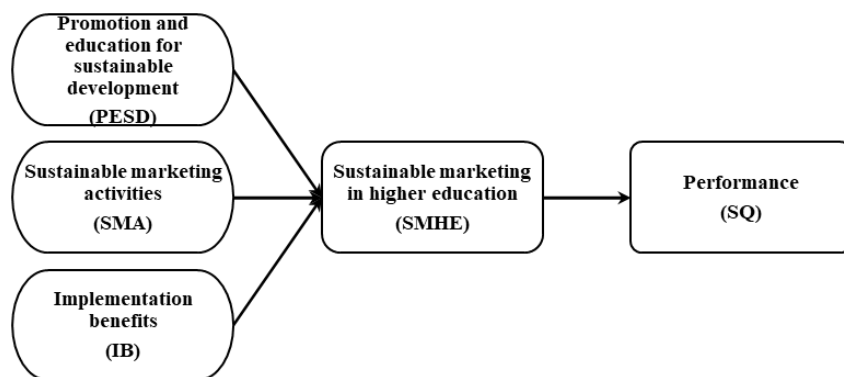 Promotion and
education for
sustainable
development
(PESD)
Sustainable marketing
activities
(SMA)
Implementation
benefits
(IB)
Sustainable marketing
in higher education
(SMHE)
Performance
(SQ)